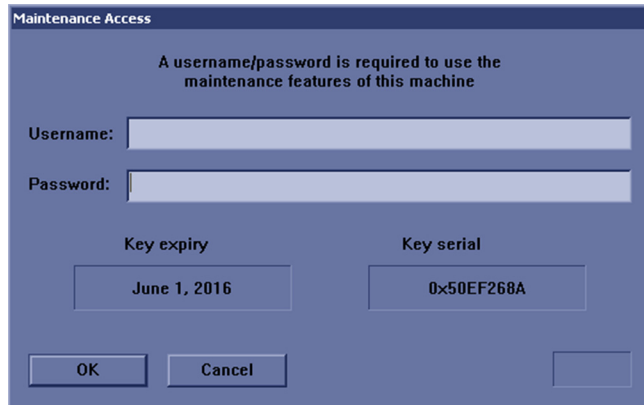 Maintenance Access
A username/password is required to use the
maintenance features of this machine
Username:
Password:
Key expiry
Key serial
June 1, 2016
0x50EF268A
OK
Cancel